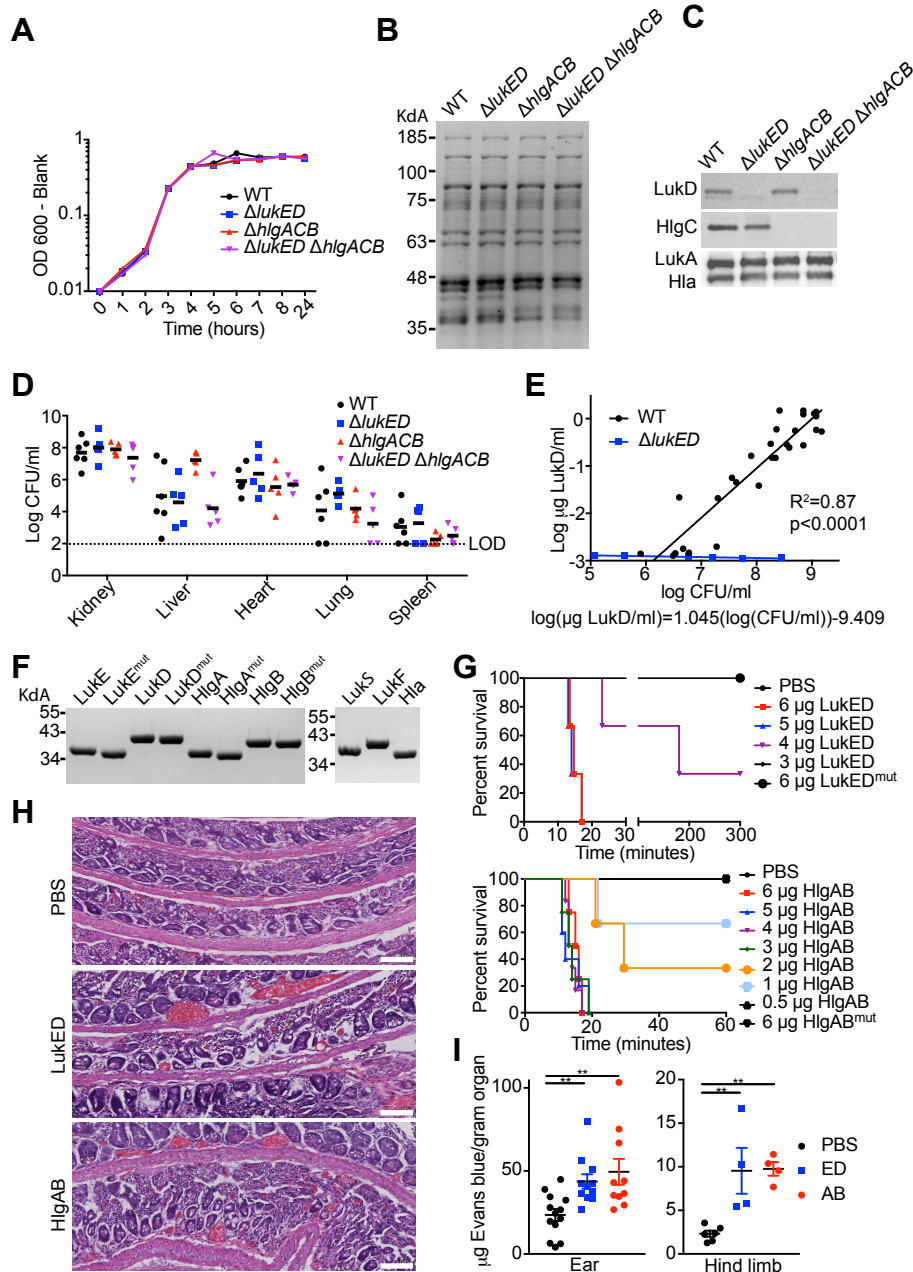 A
OD 600 - Blank
1
0.1
0.01
0 1 2 3 4 5 6 7 8 24
Time (hours)
WT
ΔlukED
ΔhlgACB
ΔlukED ΔhlgACB
B
KdA
WT
ΔlukED
ΔhlgACB
ΔlukED ΔhlgACB
185
100
75
63
48
35
C
WT
ΔlukED
ΔhlgACB
ΔlukED ΔhlgACB
LukD
HlgC
LukA
Hla
D
Log CFU/ml
10
8
6
4
2
0
WT
ΔlukED
ΔhlgACB
ΔlukED ΔhlgACB
LOD
Kidney
Liver
Heart
Lung
Spleen
E
Log µg LukD/ml
0
-1
-2
-3
WT
ΔlukED
R²=0.87
p<0.0001
5 6 7 8 9
log CFU/ml
log(µg LukD/ml)=1.045(log(CFU/ml))-9.409
F
KdA
LukE
LukE^mut
LukD
LukD^mut
HlgA
HlgA^mut
HlgB
HlgB^mut
55
43
34
LukS
LukF
Hla
55
43
34
G
Percent survival
100
80
60
40
20
0
0 10 20 30 200 300
Time (minutes)
PBS
6 µg LukED
5 µg LukED
4 µg LukED
3 µg LukED
6 µg LukED^mut
Percent survival
100
80
60
40
20
0
0 20 40 60
Time (minutes)
PBS
6 µg HlgAB
5 µg HlgAB
4 µg HlgAB
3 µg HlgAB
2 µg HlgAB
1 µg HlgAB
0.5 µg HlgAB
6 µg HlgAB^mut
H
PBS
LukED
HlgAB
I
µg Evans blue/gram organ
100
50
0
**
**
Ear
20
15
10
5
0
**
**
Hind limb
PBS
ED
AB